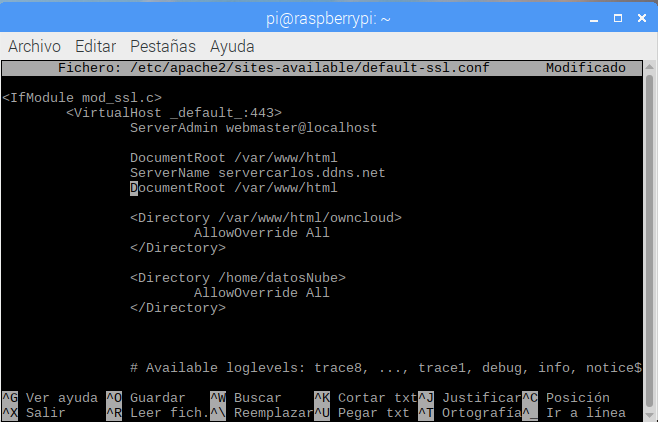 pi@raspberrypi: ~
Archivo Editar Pestañas Ayuda
Fichero: /etc/apache2/sites-available/default-ssl.conf Modificado
<IfModule mod_ssl.c>
<VirtualHost _default_:443>
ServerAdmin webmaster@localhost
DocumentRoot /var/www/html
ServerName servercarlos.ddns.net
DocumentRoot /var/www/html
<Directory /var/www/html/owncloud>
AllowOverride All
</Directory>
<Directory /home/datosNube>
AllowOverride All
</Directory>
# Available loglevels: trace8, ..., trace1, debug, info, notice$
^G Ver ayuda ^O Guardar ^W Buscar ^K Cortar txt^J Justificar^C Posición
^X Salir ^R Leer fich.^\ Reemplazar^U Pegar txt ^T Ortografía^_ Ir a línea